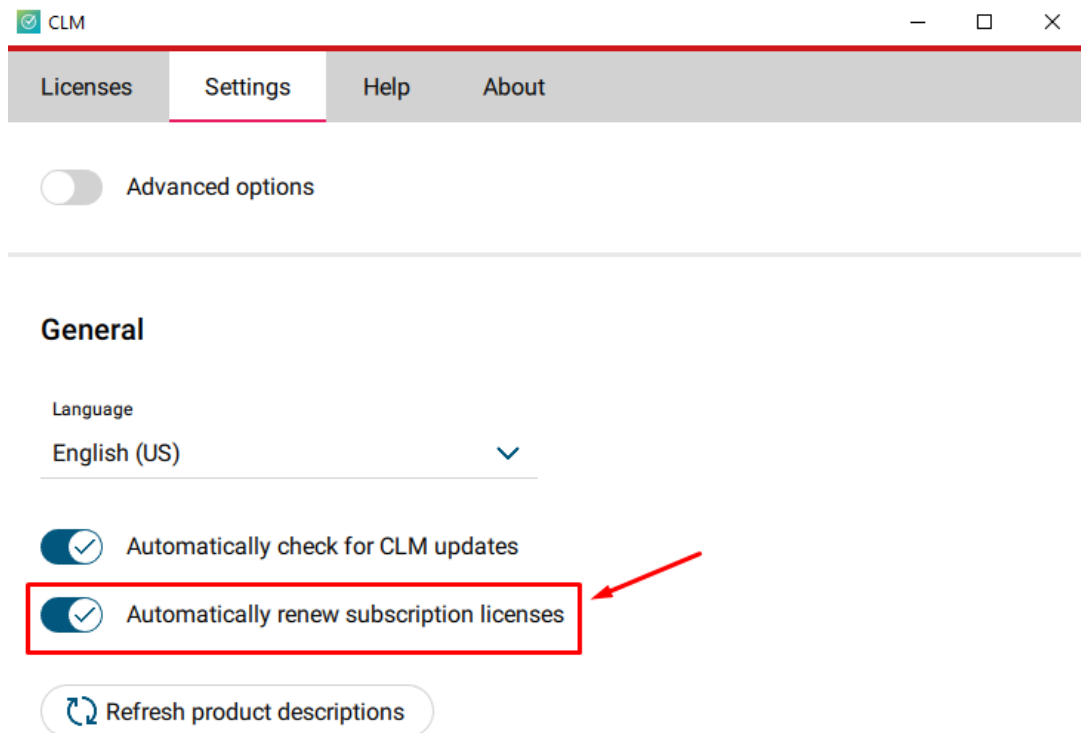 CLM
Licenses Settings Help About
Advanced options
General
Language
English (US)
Automatically check for CLM updates
Automatically renew subscription licenses
Refresh product descriptions